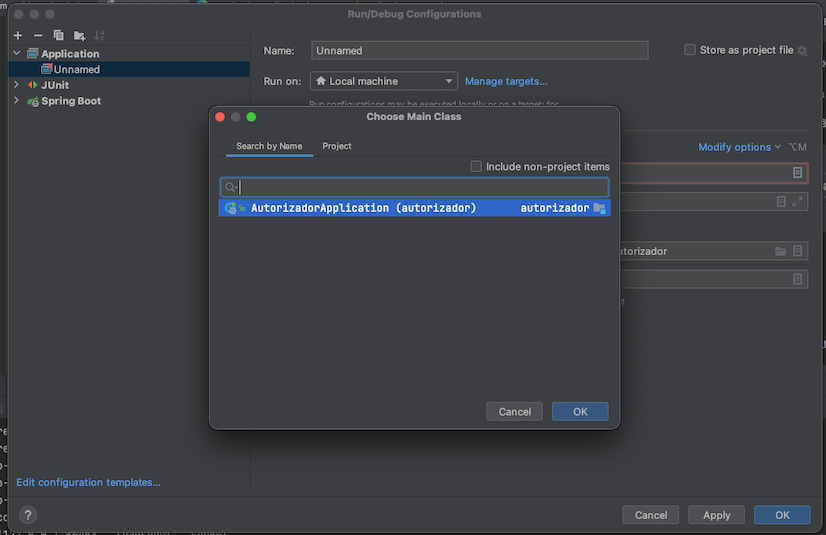 Run/Debug Configurations
Application
Unnamed
JUnit
Spring Boot
Name: Unnamed
Store as project file
Run on: Local machine
Manage targets...
Run configurations may be executed locally or on a target: for
Modify options ⌥M
Choose Main Class
Search by Name Project
Include non-project items
AutorizadorApplication (autorizador) autorizador
Cancel OK
Edit configuration templates...
?
Cancel Apply OK